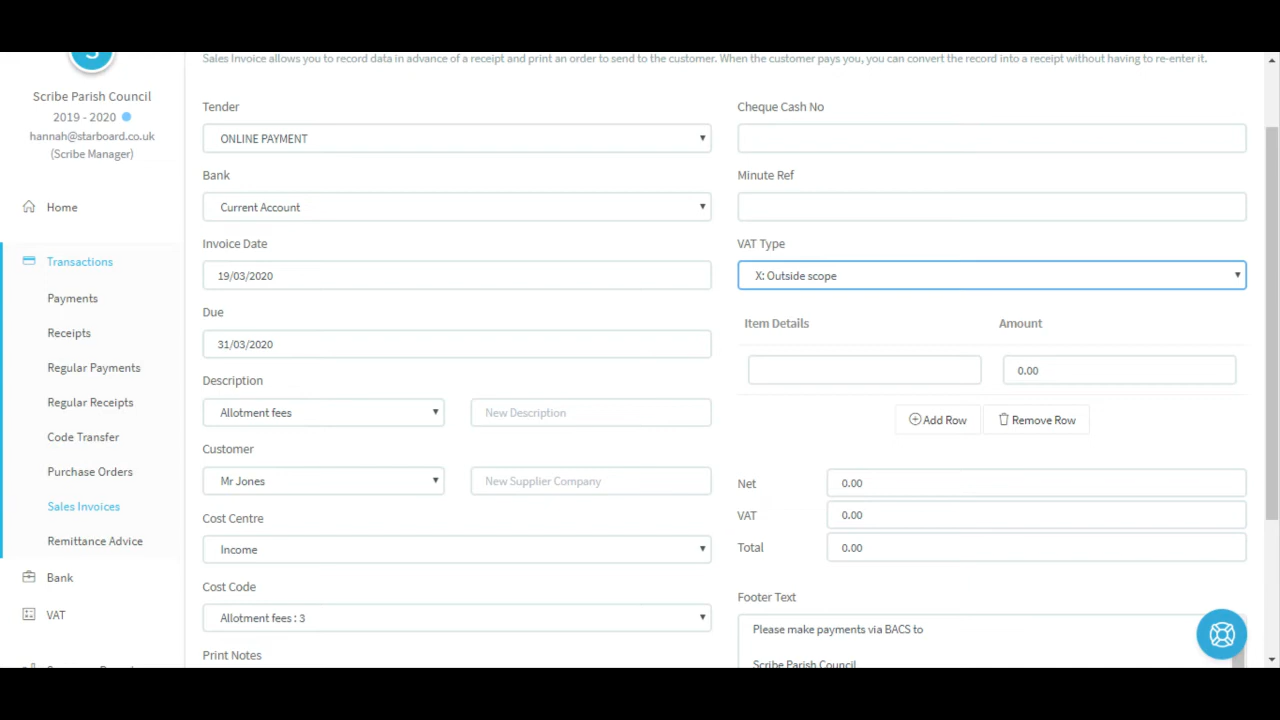 Sales Invoice allows you to record data in advance of a receipt and print an order to send to the customer. When the customer pays you, you can convert the record into a receipt without having to re-enter it.
Scribe Parish Council
2019 - 2020
hannah@starboard.co.uk
(Scribe Manager)
Home
Transactions
Payments
Receipts
Regular Payments
Regular Receipts
Code Transfer
Purchase Orders
Sales Invoices
Remittance Advice
Bank
VAT
Tender
ONLINE PAYMENT
Bank
Current Account
Invoice Date
19/03/2020
Due
31/03/2020
Description
Allotment fees
New Description
Customer
Mr Jones
New Supplier Company
Cost Centre
Income
Cost Code
Allotment fees : 3
Print Notes
Cheque Cash No
Minute Ref
VAT Type
X: Outside scope
Item Details Amount
0.00
Add Row Remove Row
Net 0.00
VAT 0.00
Total 0.00
Footer Text
Please make payments via BACS to
Scribe Parish Council